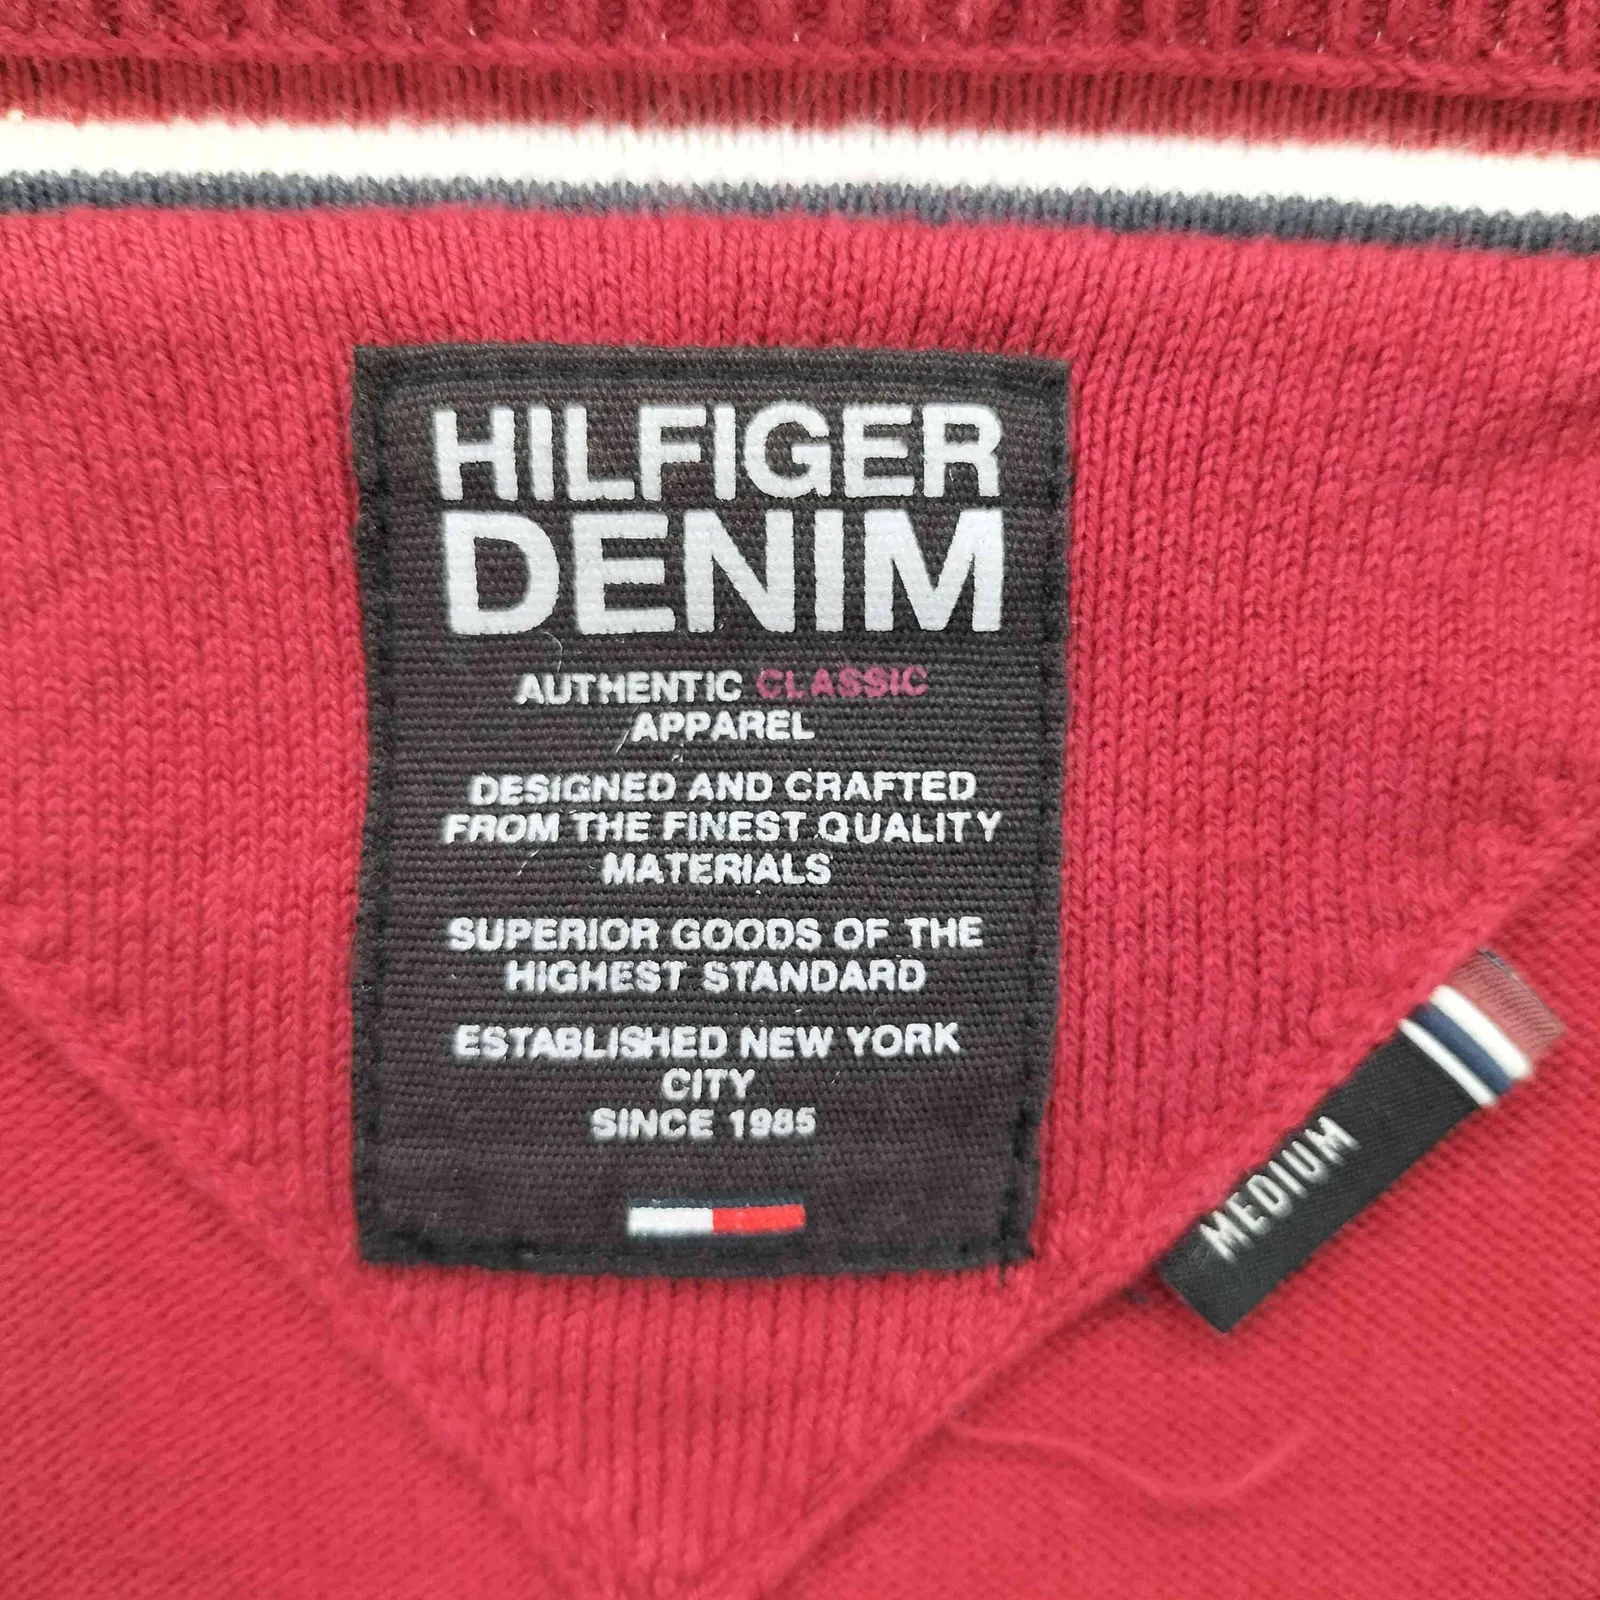 HILFIGER
DENIM
AUTHENTIC CLASSIC
APPAREL
DESIGNED AND CRAFTED
FROM THE FINEST QUALITY
MATERIALS
SUPERIOR GOODS OF THE
HIGHEST STANDARD
ESTABLISHED NEW YORK
CITY
SINCE 1985
MEDIUM